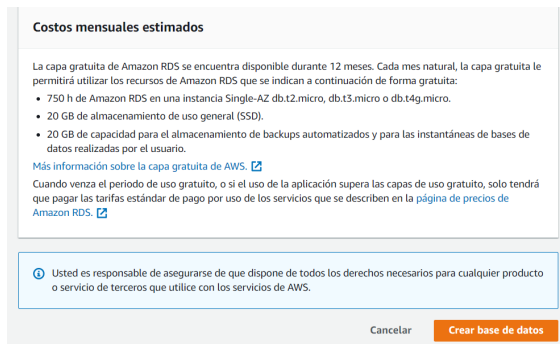 Costos mensuales estimados
La capa gratuita de Amazon RDS se encuentra disponible durante 12 meses. Cada mes natural, la capa gratuita le
permitirá utilizar los recursos de Amazon RDS que se indican a continuación de forma gratuita:
• 750 h de Amazon RDS en una instancia Single-AZ db.t2.micro, db.t3.micro o db.t4g.micro.
• 20 GB de almacenamiento de uso general (SSD).
• 20 GB de capacidad para el almacenamiento de backups automatizados y para las instantáneas de bases de
datos realizadas por el usuario.
Más información sobre la capa gratuita de AWS.
Cuando venza el periodo de uso gratuito, o si el uso de la aplicación supera las capas de uso gratuito, solo tendrá
que pagar las tarifas estándar de pago por uso de los servicios que se describen en la página de precios de
Amazon RDS.
Usted es responsable de asegurarse de que dispone de todos los derechos necesarios para cualquier producto
o servicio de terceros que utilice con los servicios de AWS.
Cancelar Crear base de datos